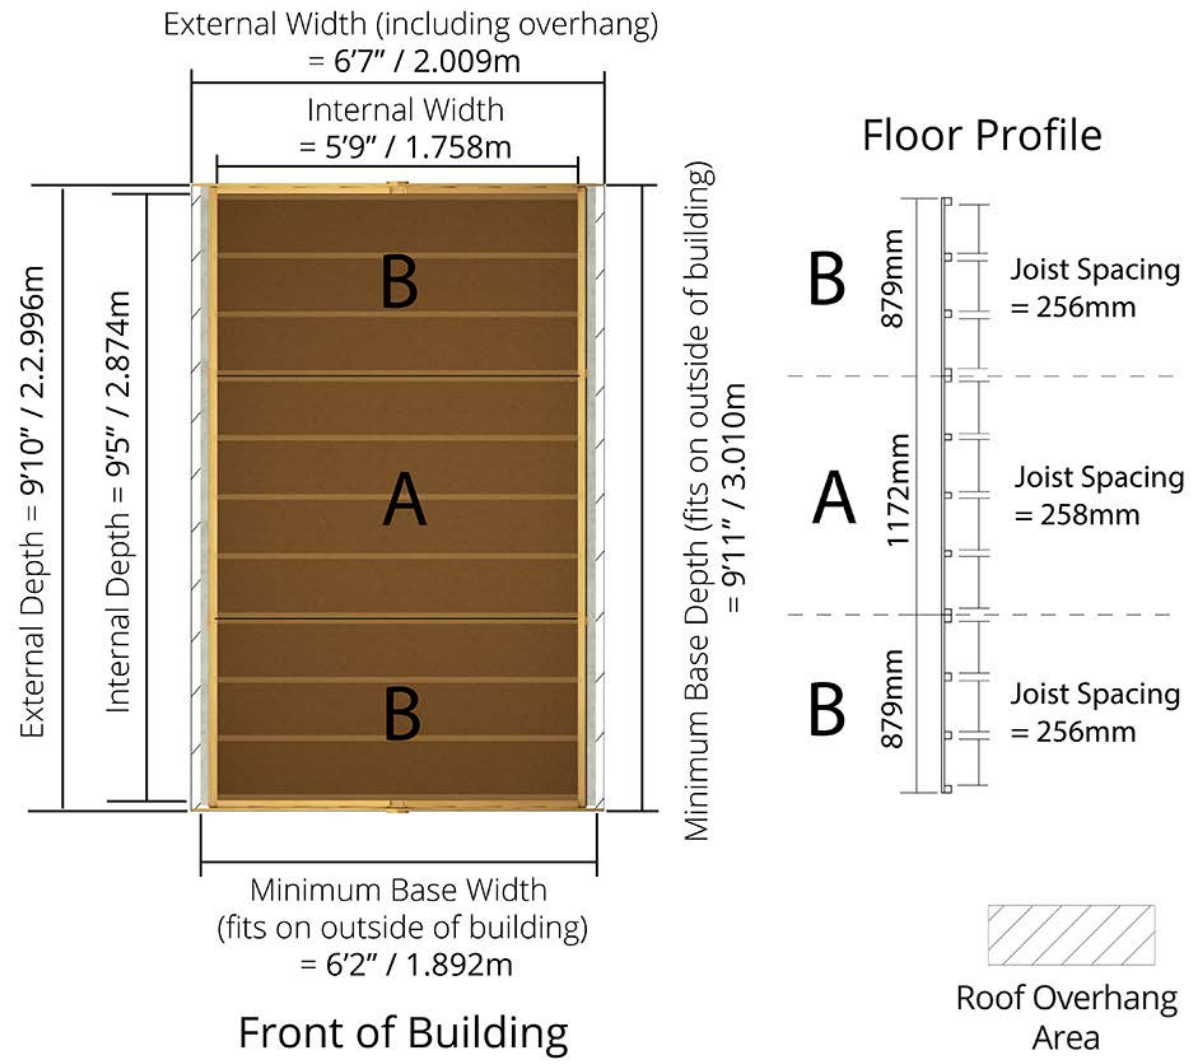 External Width (including overhang)
= 6’7” / 2.009m
Internal Width
= 5’9” / 1.758m
External Depth = 9’10” / 2.2.996m
Internal Depth = 9’5” / 2.874m
B
A
B
Minimum Base Depth (fits on outside of building)
= 9’11” / 3.010m
Minimum Base Width
(fits on outside of building)
= 6’2” / 1.892m
Front of Building
Floor Profile
B
879mm
Joist Spacing
= 256mm
A
1172mm
Joist Spacing
= 258mm
B
879mm
Joist Spacing
= 256mm
Roof Overhang
Area